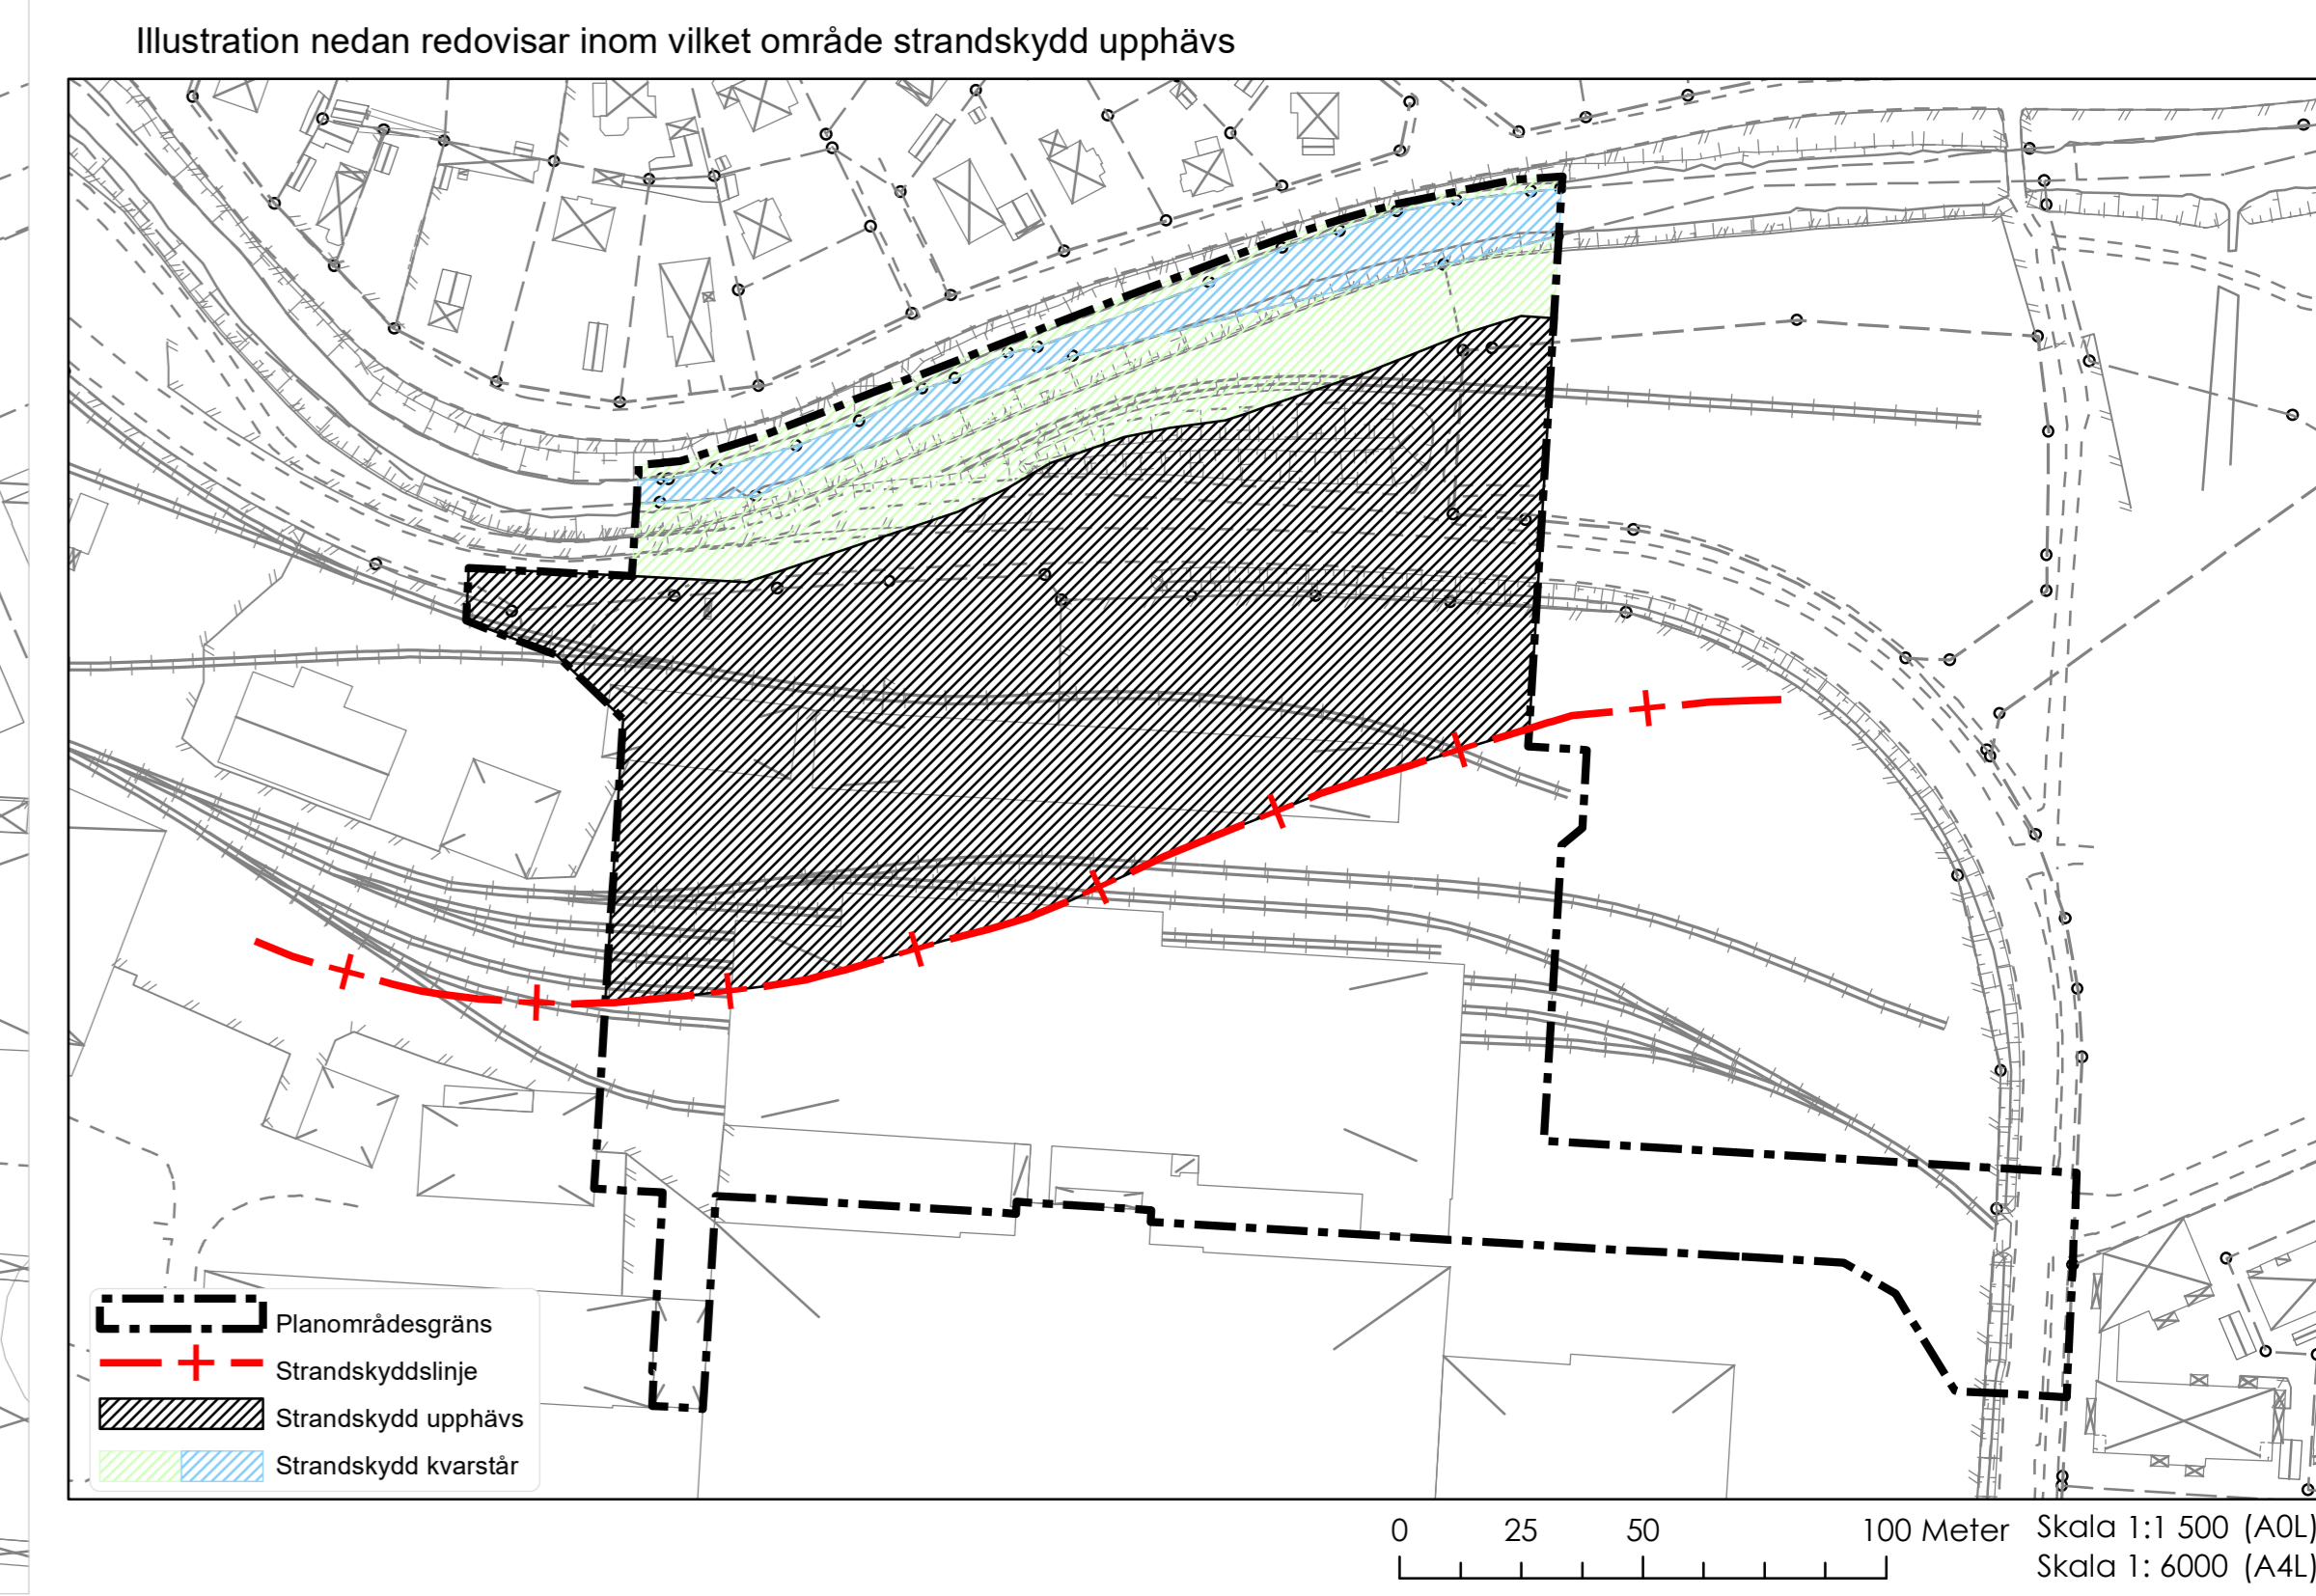 Illustration nedan redovisar inom vilket område strandskydd upphävs
Planområdesgräns
Strandskyddslinje
Strandskydd upphävs
Strandskydd kvarstår
0 25 50 100 Meter
Skala 1:1 500 (A0L)
Skala 1: 6000 (A4L)